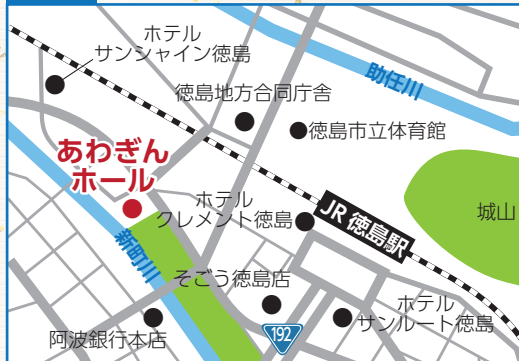 ホテル
サンシャイン徳島
助任川
徳島地方合同庁舎
徳島市立体育館
あわぎん
ホール
ホテル
クレメント徳島
JR 徳島駅
城山
新町川
そごう徳島店
192
ホテル
サンルート徳島
阿波銀行本店